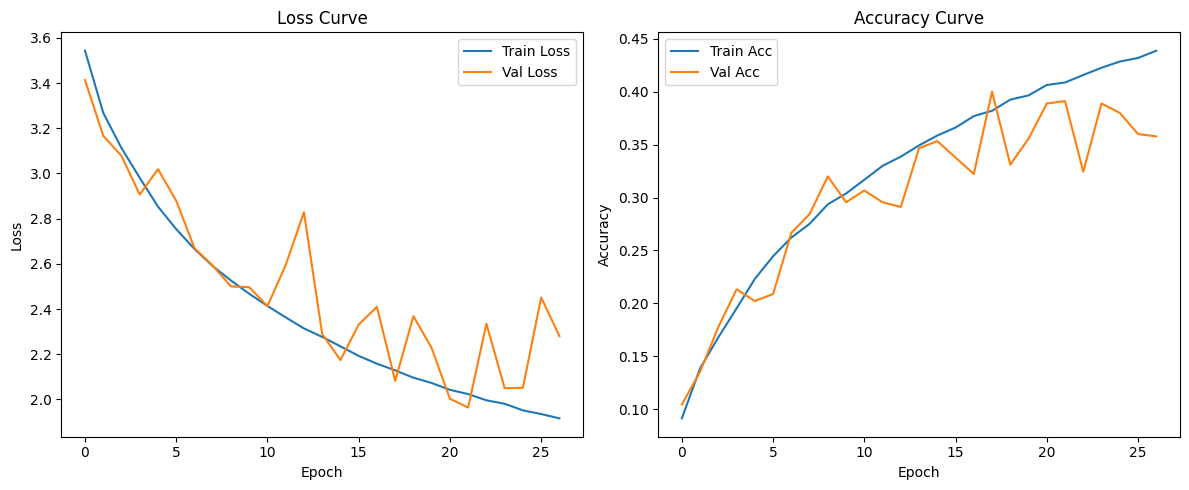 Loss Curve
3.6
3.4
3.2
3.0
2.8
2.6
2.4
2.2
2.0
Loss
0
5
10
15
20
25
Epoch
Train Loss
Val Loss
Accuracy Curve
0.45
0.40
0.35
0.30
0.25
0.20
0.15
0.10
Accuracy
0
5
10
15
20
25
Epoch
Train Acc
Val Acc